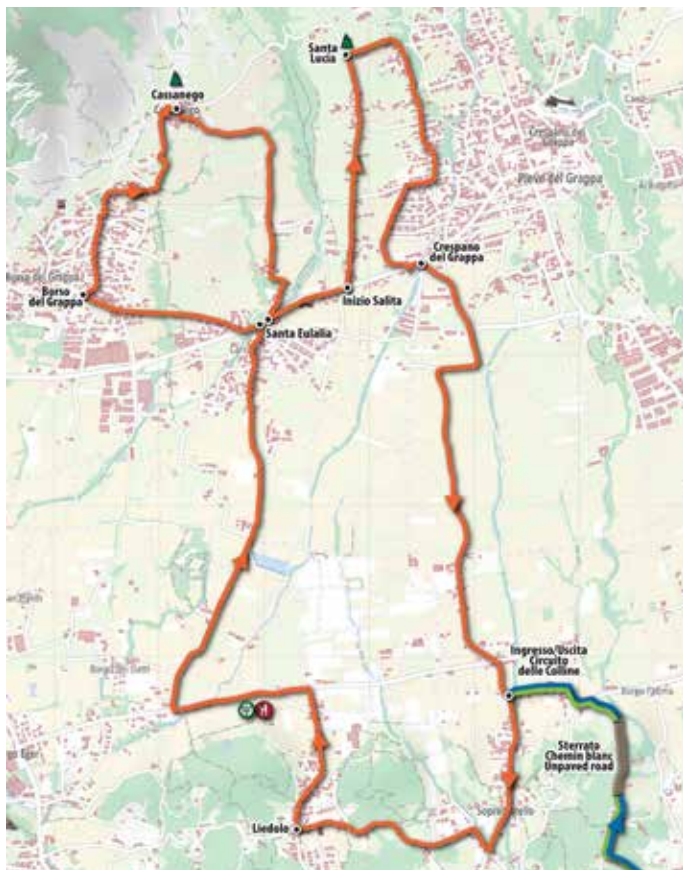 Santa
Lucia
Cassanego
Crespano del
Grappa
Pieve del Grappa
Crespano
del Grappa
Borso
del Grappa
Inizio Salita
Santa Eulalia
Ingresso/Uscita
Circuito
delle Colline
Sterrato
Chemin blanc
Unpaved road
Liedolo